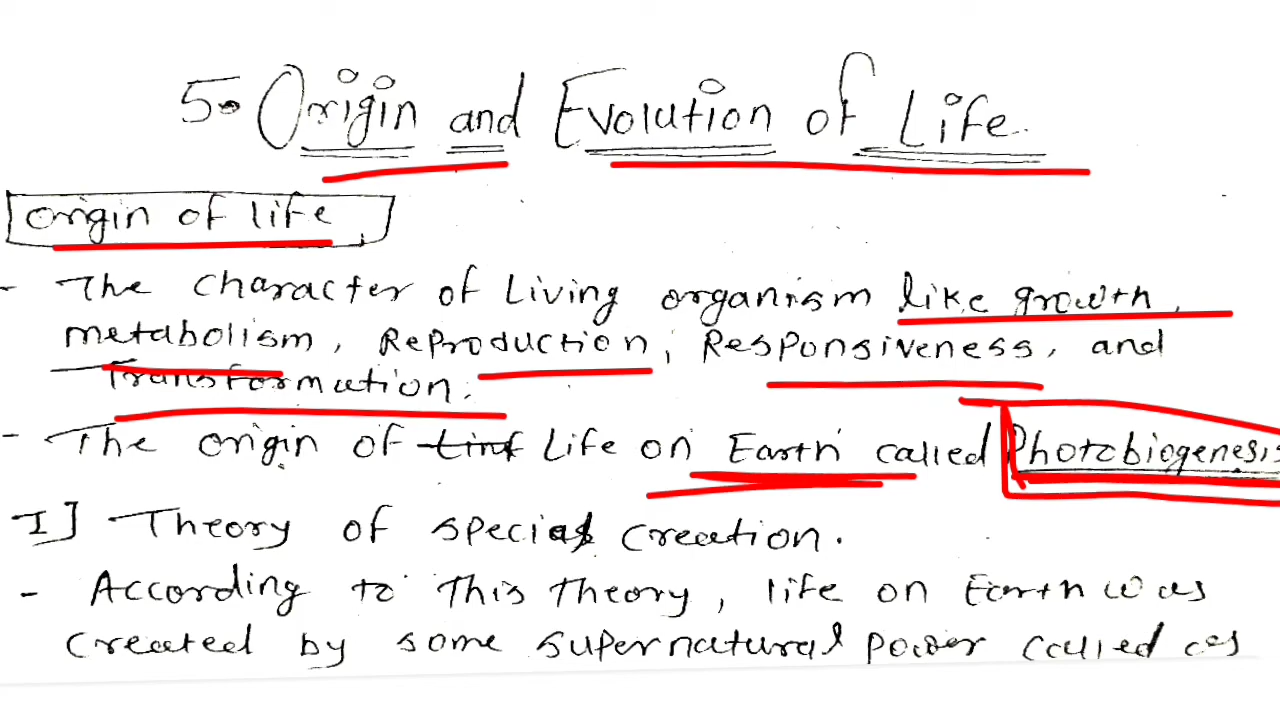 5. Origin and Evolution of Life.
origin of life
- The character of Living organism like growth,
metabolism, Reproduction, Responsiveness, and
Transformation.
- The origin of Life on Earth called Photobiogenesis
I] Theory of special creation.
- According to This theory, life on Earth was
created by some supernatural power called as